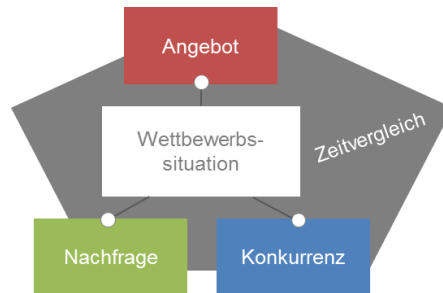 Angebot
Wettbewerbs-
situation
Zeitvergleich
Nachfrage
Konkurrenz